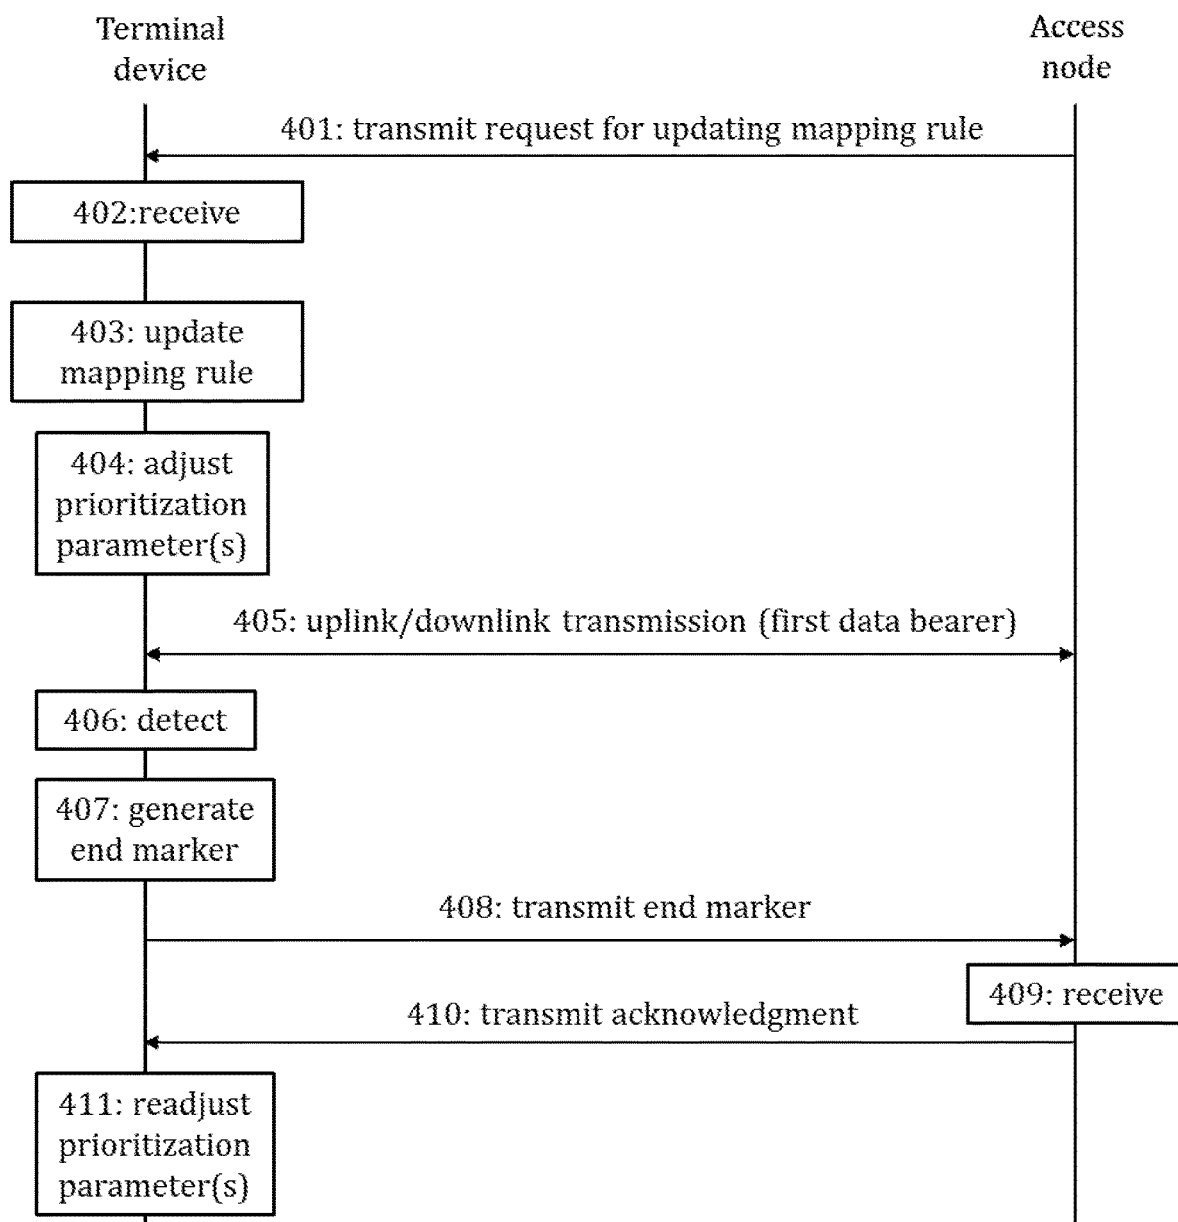 Terminal
device
Access
node
401: transmit request for updating mapping rule
402:receive
403: update
mapping rule
404: adjust
prioritization
parameter(s)
405: uplink/downlink transmission (first data bearer)
406: detect
407: generate
end marker
408: transmit end marker
409: receive
410: transmit acknowledgment
411: readjust
prioritization
parameter(s)